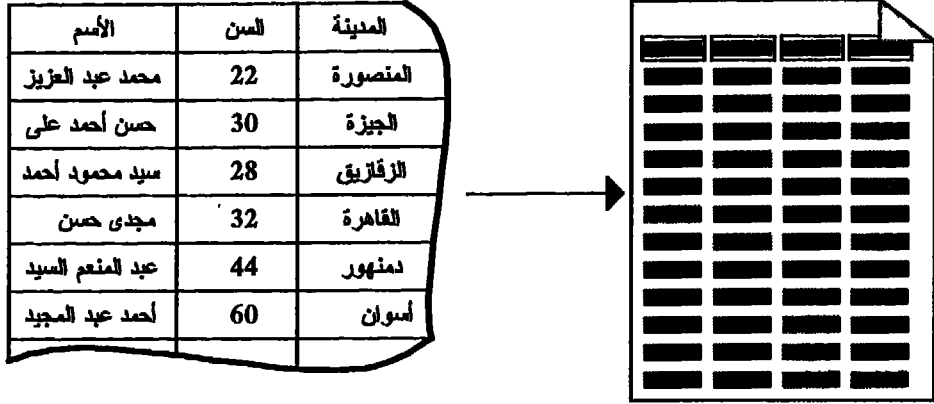 الأسم السن المدينة
محمد عبد العزيز 22 المنصورة
حسن أحمد على 30 الجيزة
سيد محمود أحمد 28 الزقازيق
مجدى حسن 32 القاهرة
عبد المنعم السيد 44 دمنهور
أحمد عبد المجيد 60 أسوان